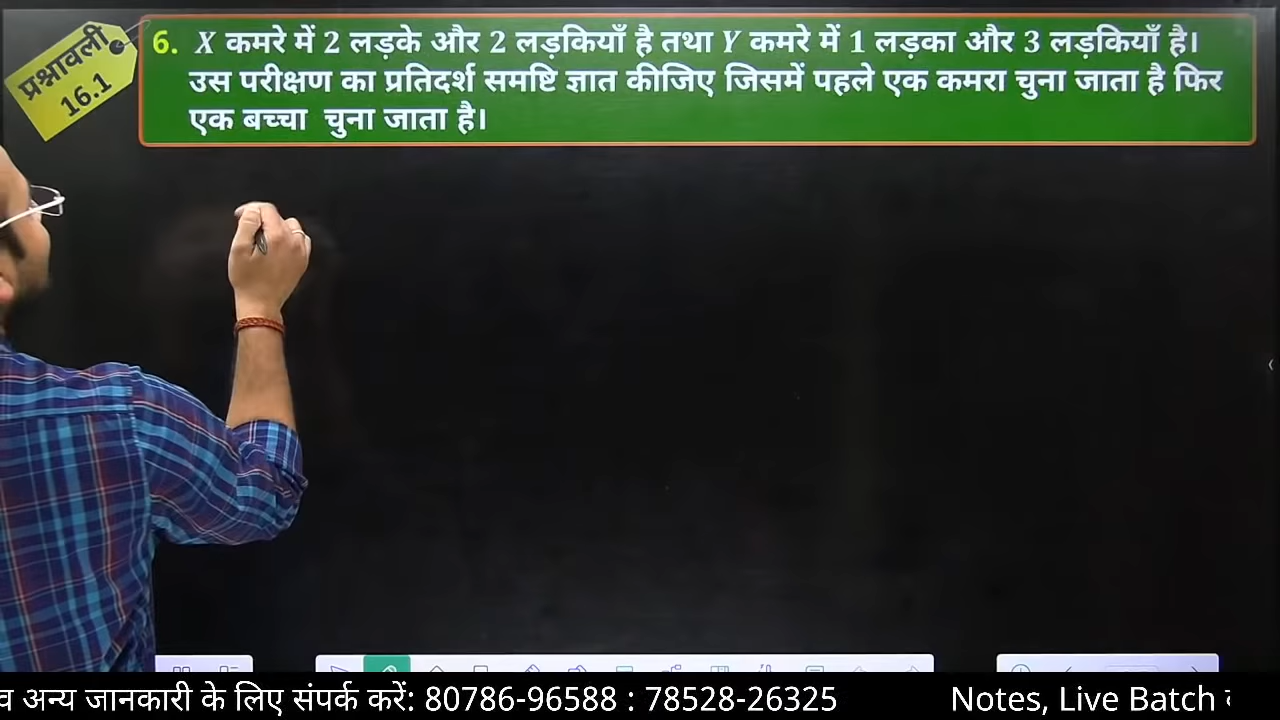 प्रश्नावली
16.1
6. X कमरे में 2 लड़के और 2 लड़कियाँ है तथा Y कमरे में 1 लड़का और 3 लड़कियाँ है।
उस परीक्षण का प्रतिदर्श समष्टि ज्ञात कीजिए जिसमें पहले एक कमरा चुना जाता है फिर
एक बच्चा चुना जाता है।
व अन्य जानकारी के लिए संपर्क करें: 80786-96588 : 78528-26325 Notes, Live Batch